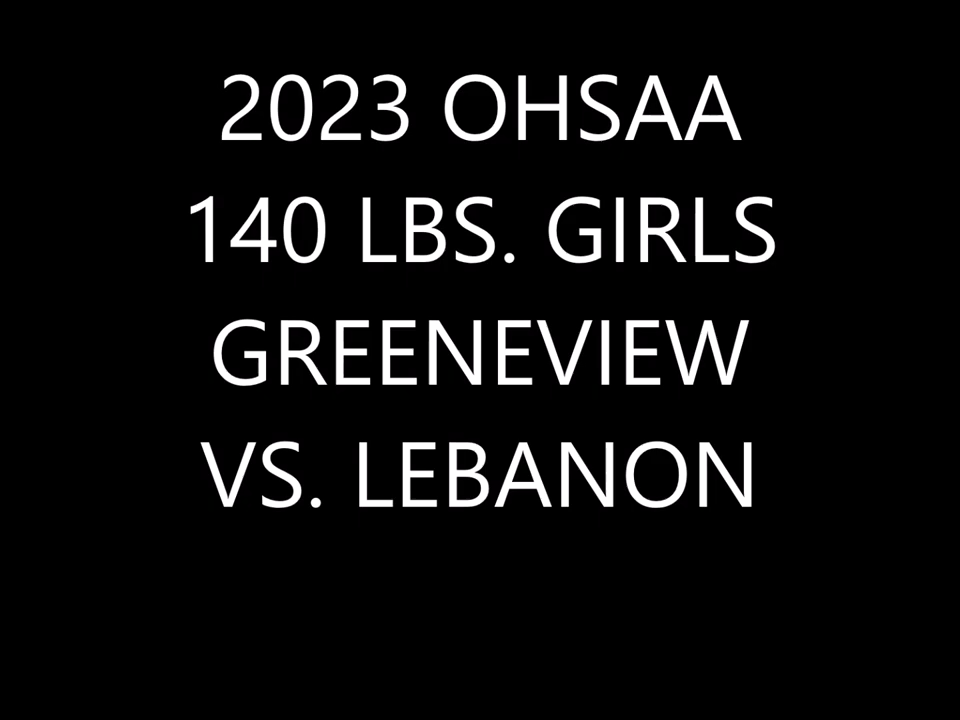 2023 OHSAA
140 LBS. GIRLS
GREENEVIEW
VS. LEBANON